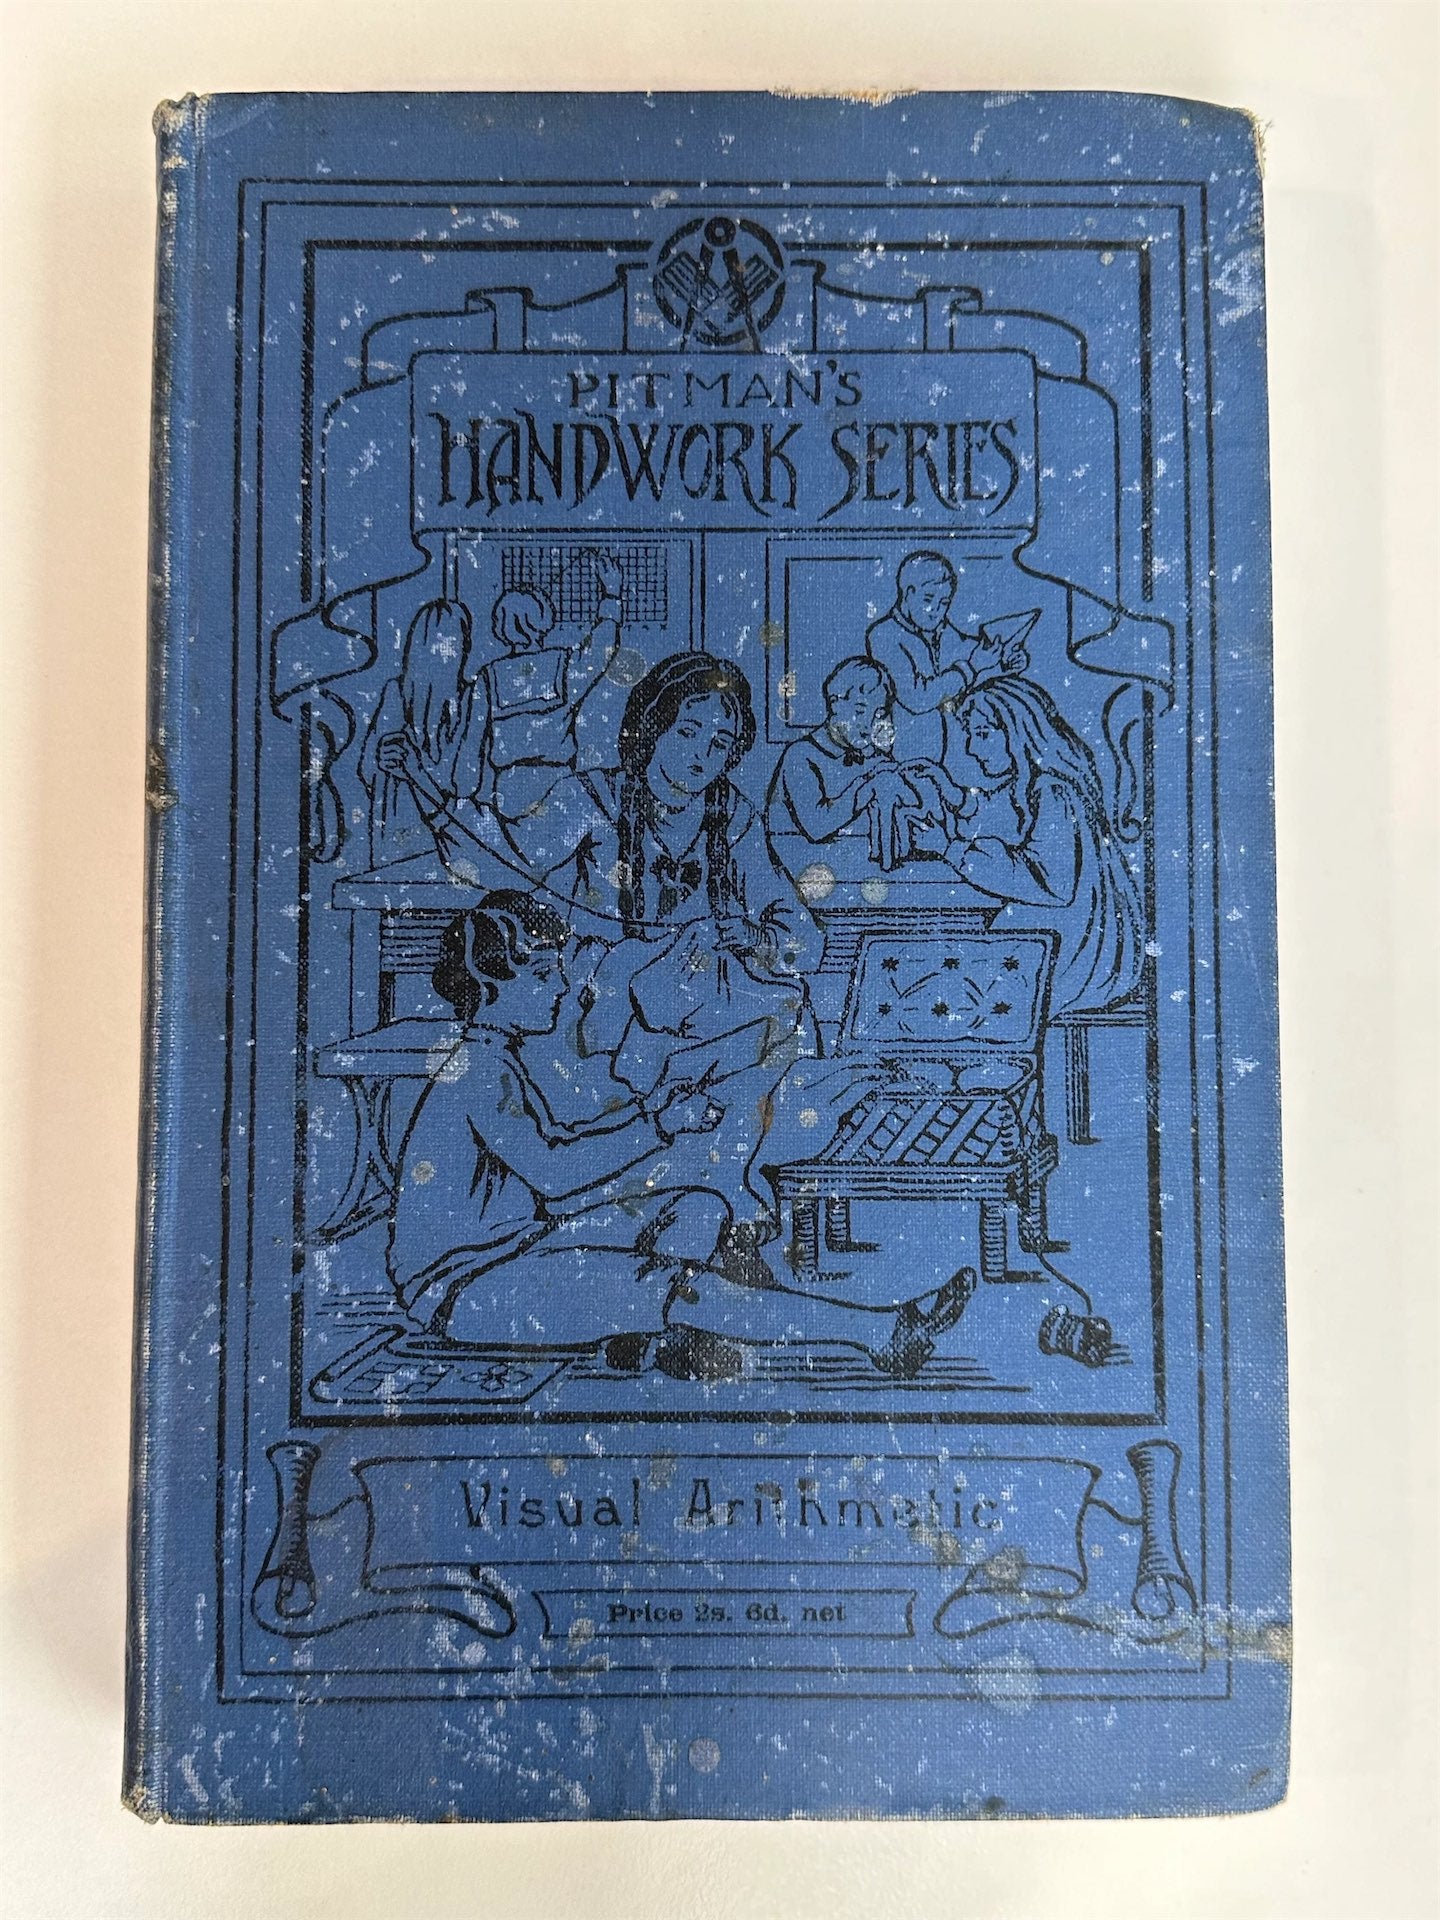 PITMAN'S
HANDWORK SERIES
Visual Arithmetic
Price 2s. 6d. net